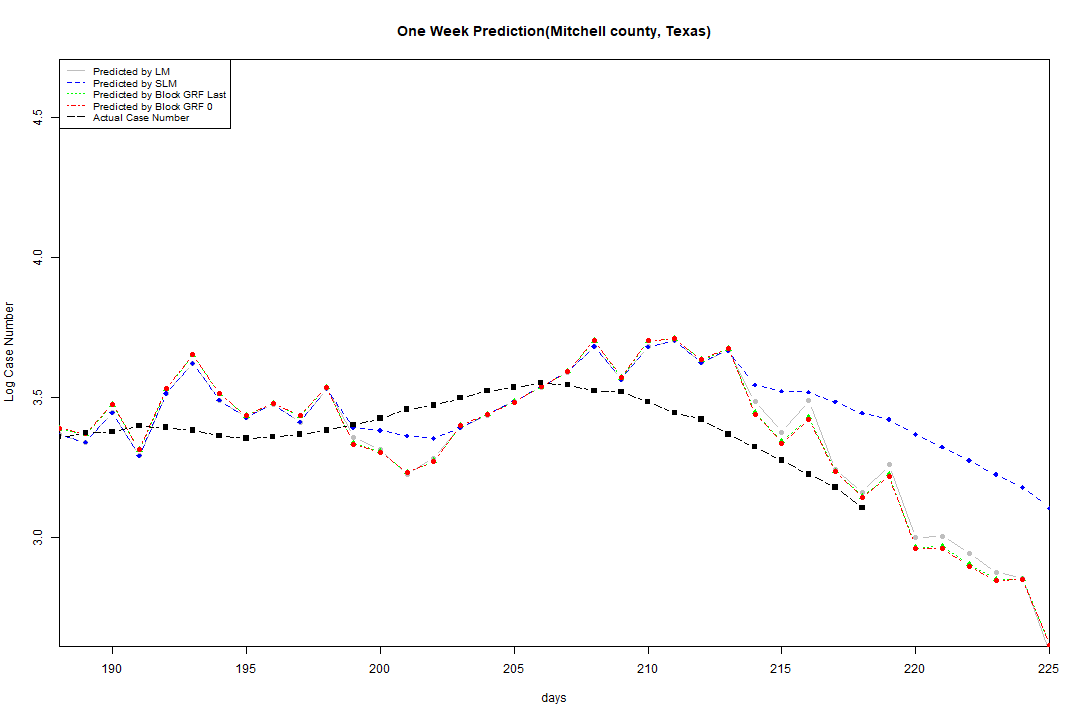 One Week Prediction(Mitchell county, Texas)
Predicted by LM
Predicted by SLM
Predicted by Block GRF Last
Predicted by Block GRF 0
Actual Case Number
Log Case Number
4.5
4.0
3.5
3.0
190 195 200 205 210 215 220 225
days